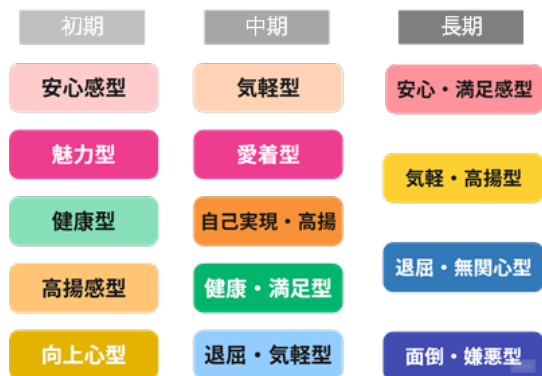 初期
中期
長期
安心感型
気軽型
安心・満足感型
魅力型
愛着型
気軽・高揚型
健康型
自己実現・高揚
退屈・無関心型
高揚感型
健康・満足型
向上心型
退屈・気軽型
面倒・嫌悪型